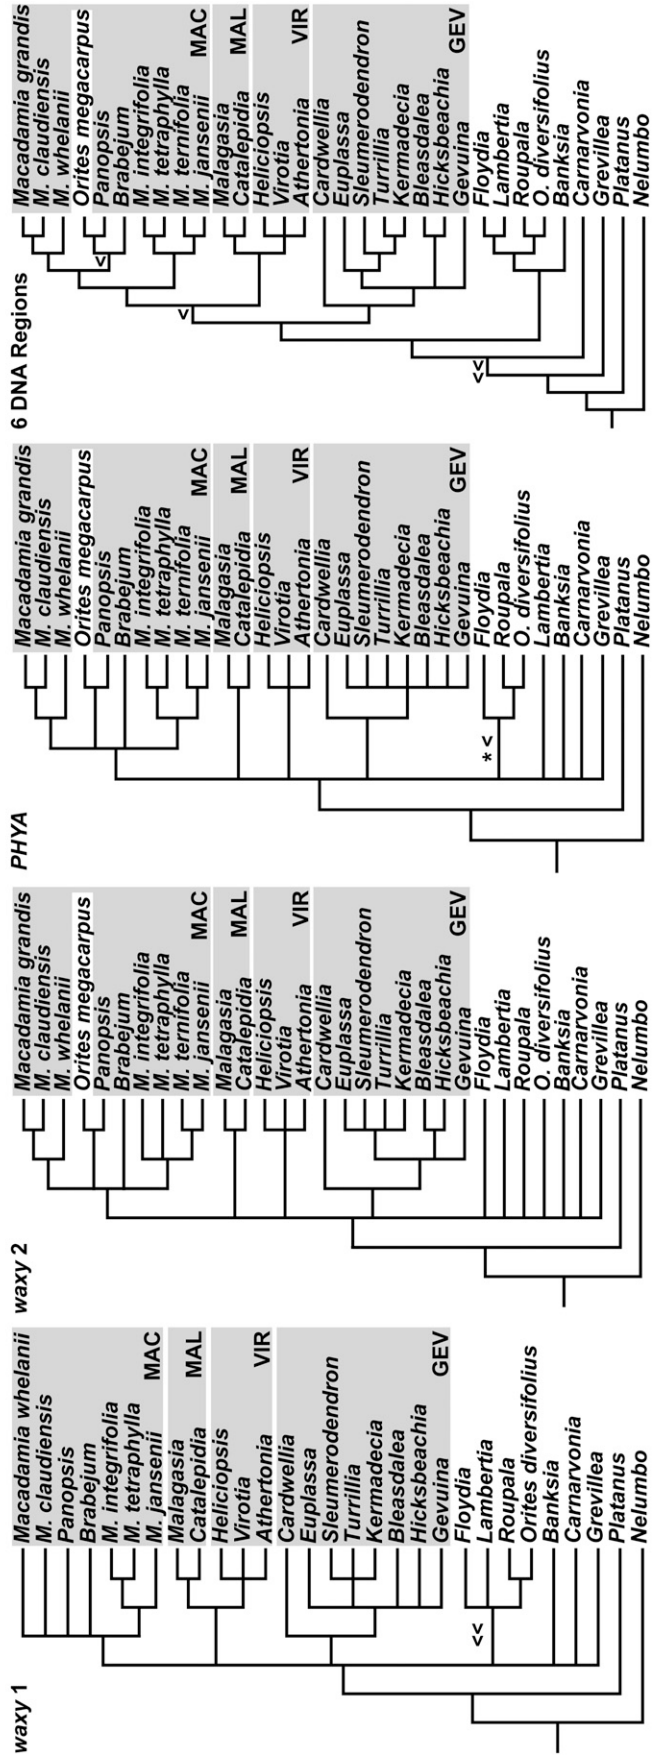 waxy 1
Macadamia whelanii
M. claudiensis
Panopsis
Brabejum
M. integrifolia
M. tetraphylla
M. jansenii
MAC
Malagasia
Catalepidia
MAL
Heliciopsis
Virotia
Athertonia
VIR
Cardwellia
Euplassa
Sleumerodendron
Turrillia
Kermadecia
Bleasdalea
Hicksbeachia
Gevuina
GEV
Floydia
Lambertia
Roupala
Orites diversifolius
Banksia
Carnarvonia
Grevillea
Platanus
Nelumbo
<<
waxy 2
Macadamia grandis
M. claudiensis
M. whelanii
Orites megacarpus
Panopsis
Brabejum
M. integrifolia
M. tetraphylla
M. ternifolia
M. jansenii
MAC
Malagasia
Catalepidia
MAL
Heliciopsis
Virotia
Athertonia
VIR
Cardwellia
Euplassa
Sleumerodendron
Turrillia
Kermadecia
Bleasdalea
Hicksbeachia
Gevuina
GEV
Floydia
Lambertia
Roupala
O. diversifolius
Banksia
Carnarvonia
Grevillea
Platanus
Nelumbo
PHYA
Macadamia grandis
M. claudiensis
M. whelanii
Orites megacarpus
Panopsis
Brabejum
M. integrifolia
M. tetraphylla
M. ternifolia
M. jansenii
MAC
Malagasia
Catalepidia
MAL
Heliciopsis
Virotia
Athertonia
VIR
Cardwellia
Euplassa
Sleumerodendron
Turrillia
Kermadecia
Bleasdalea
Hicksbeachia
Gevuina
GEV
Floydia
Roupala
O. diversifolius
Lambertia
Banksia
Carnarvonia
Grevillea
Platanus
Nelumbo
* <
6 DNA Regions
Macadamia grandis
M. claudiensis
M. whelanii
Orites megacarpus
Panopsis
Brabejum
M. integrifolia
M. tetraphylla
M. ternifolia
M. jansenii
MAC
Malagasia
Catalepidia
MAL
Heliciopsis
Virotia
Athertonia
VIR
Cardwellia
Euplassa
Sleumerodendron
Turrillia
Kermadecia
Bleasdalea
Hicksbeachia
Gevuina
GEV
Floydia
Lambertia
Roupala
O. diversifolius
Banksia
Carnarvonia
Grevillea
Platanus
Nelumbo
<
<
<<